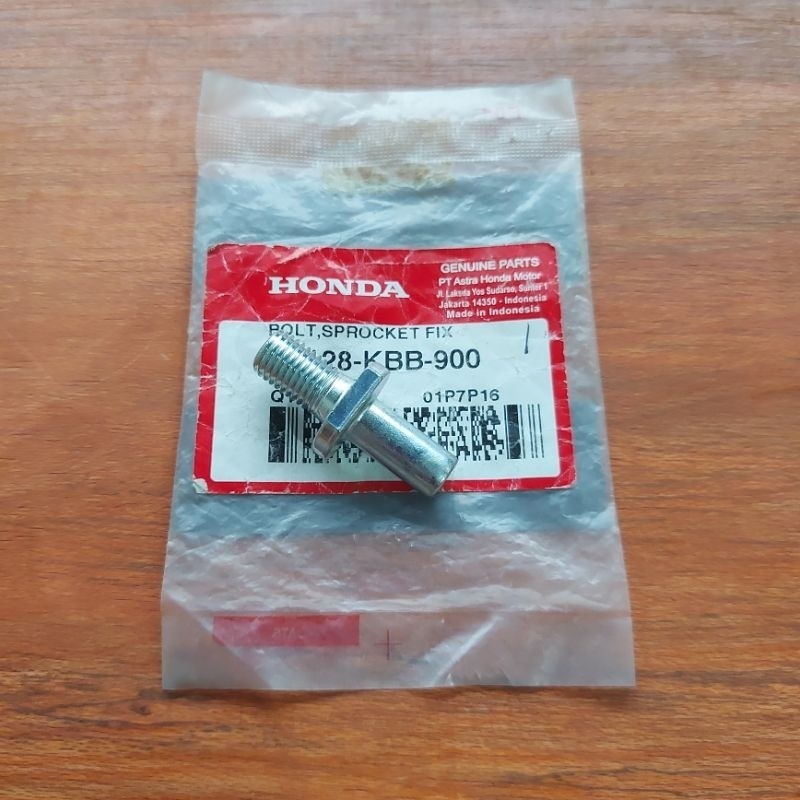 HONDA
GENUINE PARTS
PT Astra Honda Motor
Jl. Laksda Yos Sudarso, Sunter 1
Jakarta 14350 - Indonesia
Made in Indonesia
BOLT,SPROCKET FIX
28-KBB-900
01P7P16